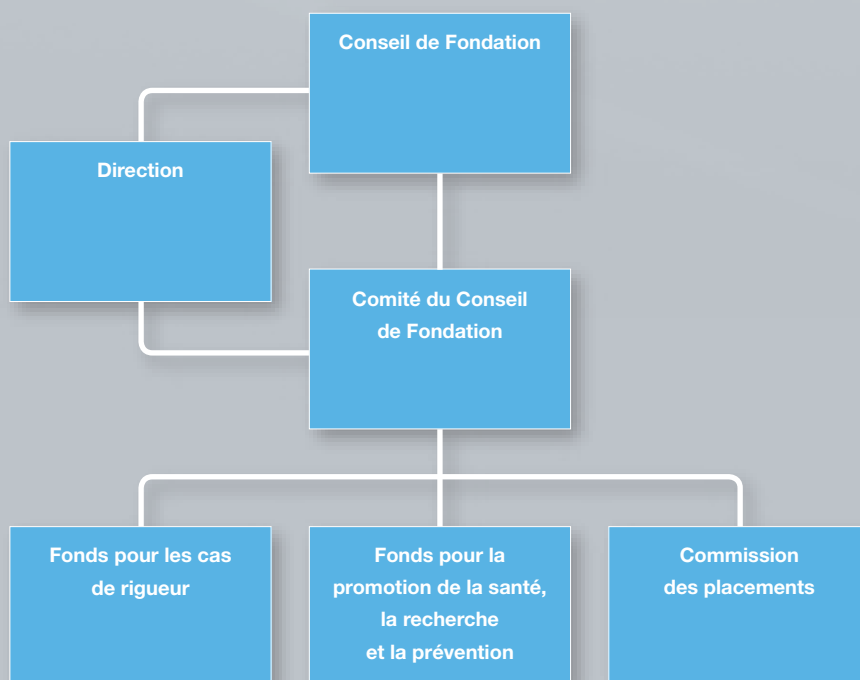 Conseil de Fondation
Direction
Comité du Conseil
de Fondation
Fonds pour les cas
de rigueur
Fonds pour la
promotion de la santé,
la recherche
et la prévention
Commission
des placements